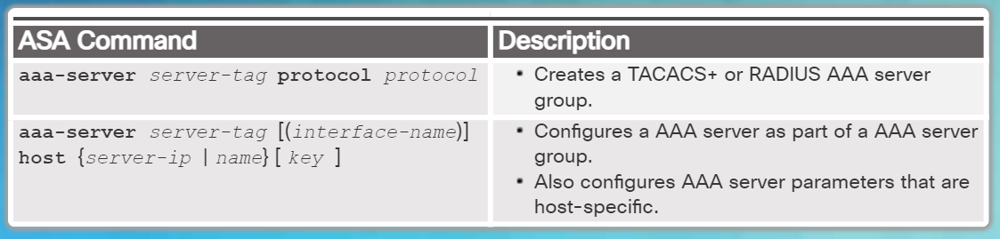 ASA Command
Description
aaa-server server-tag protocol protocol
• Creates a TACACS+ or RADIUS AAA server
group.
aaa-server server-tag [(interface-name)]
host {server-ip | name} [ key ]
• Configures a AAA server as part of a AAA server
group.
• Also configures AAA server parameters that are
host-specific.